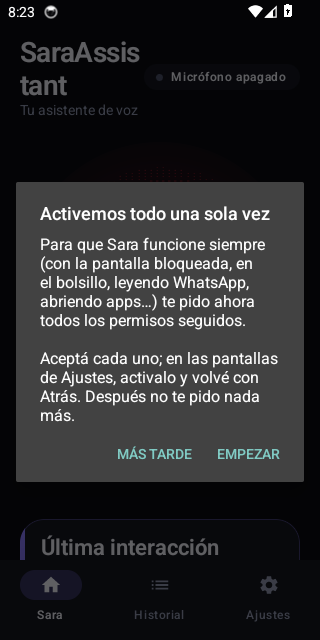 8:23
SaraAssis
tant
Micrófono apagado
Tu asistente de voz
Activemos todo una sola vez
Para que Sara funcione siempre
(con la pantalla bloqueada, en
el bolsillo, leyendo WhatsApp,
abriendo apps…) te pido ahora
todos los permisos seguidos.
Aceptá cada uno; en las pantallas
de Ajustes, activalo y volvé con
Atrás. Después no te pido nada
más.
MÁS TARDE
EMPEZAR
Última interacción
Sara
Historial
Ajustes